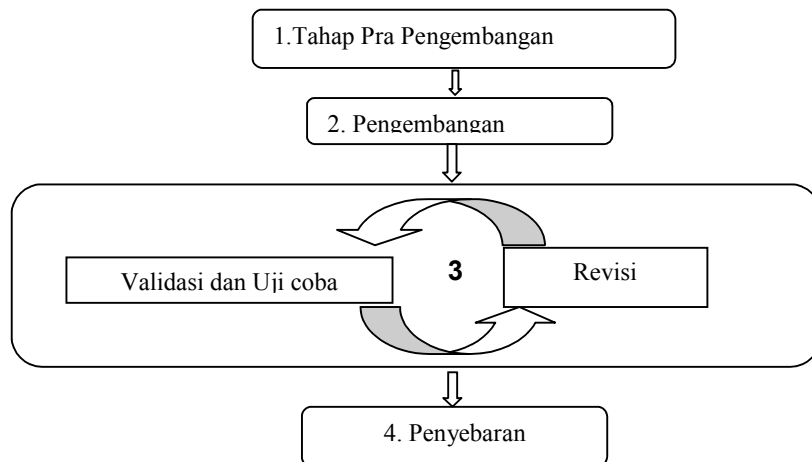 1.Tahap Pra Pengembangan
2. Pengembangan
Validasi dan Uji coba
3
Revisi
4. Penyebaran